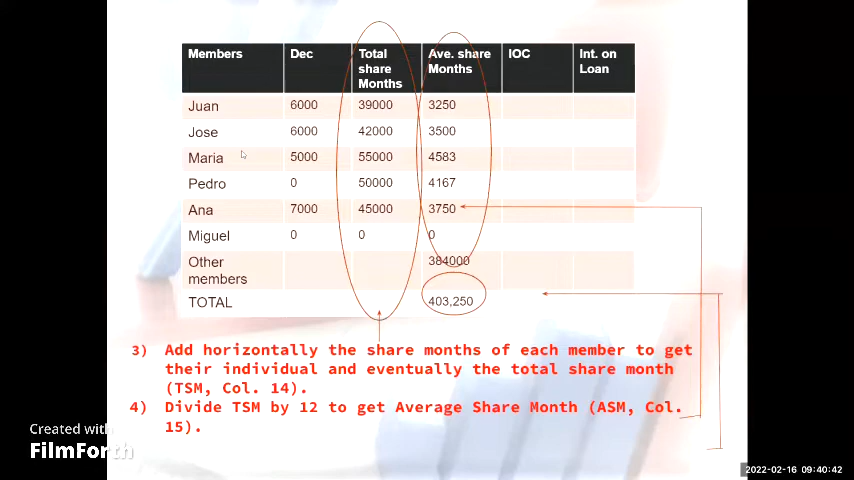 Members Dec Total share Months Ave. share Months IOC Int. on Loan
Juan 6000 39000 3250
Jose 6000 42000 3500
Maria 5000 55000 4583
Pedro 0 50000 4167
Ana 7000 45000 3750
Miguel 0 0 0
Other members 384000
TOTAL 403,250
3) Add horizontally the share months of each member to get
their individual and eventually the total share month
(TSM, Col. 14).
4) Divide TSM by 12 to get Average Share Month (ASM, Col.
15).
Created with
FilmForth
2022-02-16 09:40:42